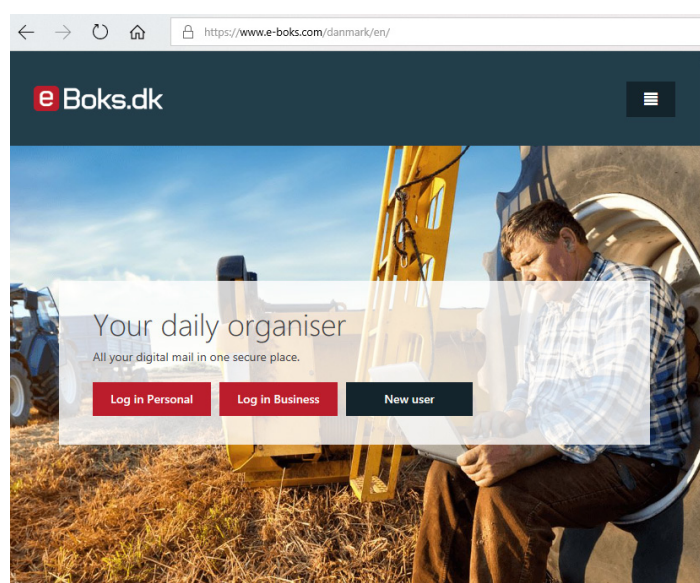 https://www.e-boks.com/danmark/en/
e Boks.dk
Your daily organiser
All your digital mail in one secure place.
Log in Personal
Log in Business
New user